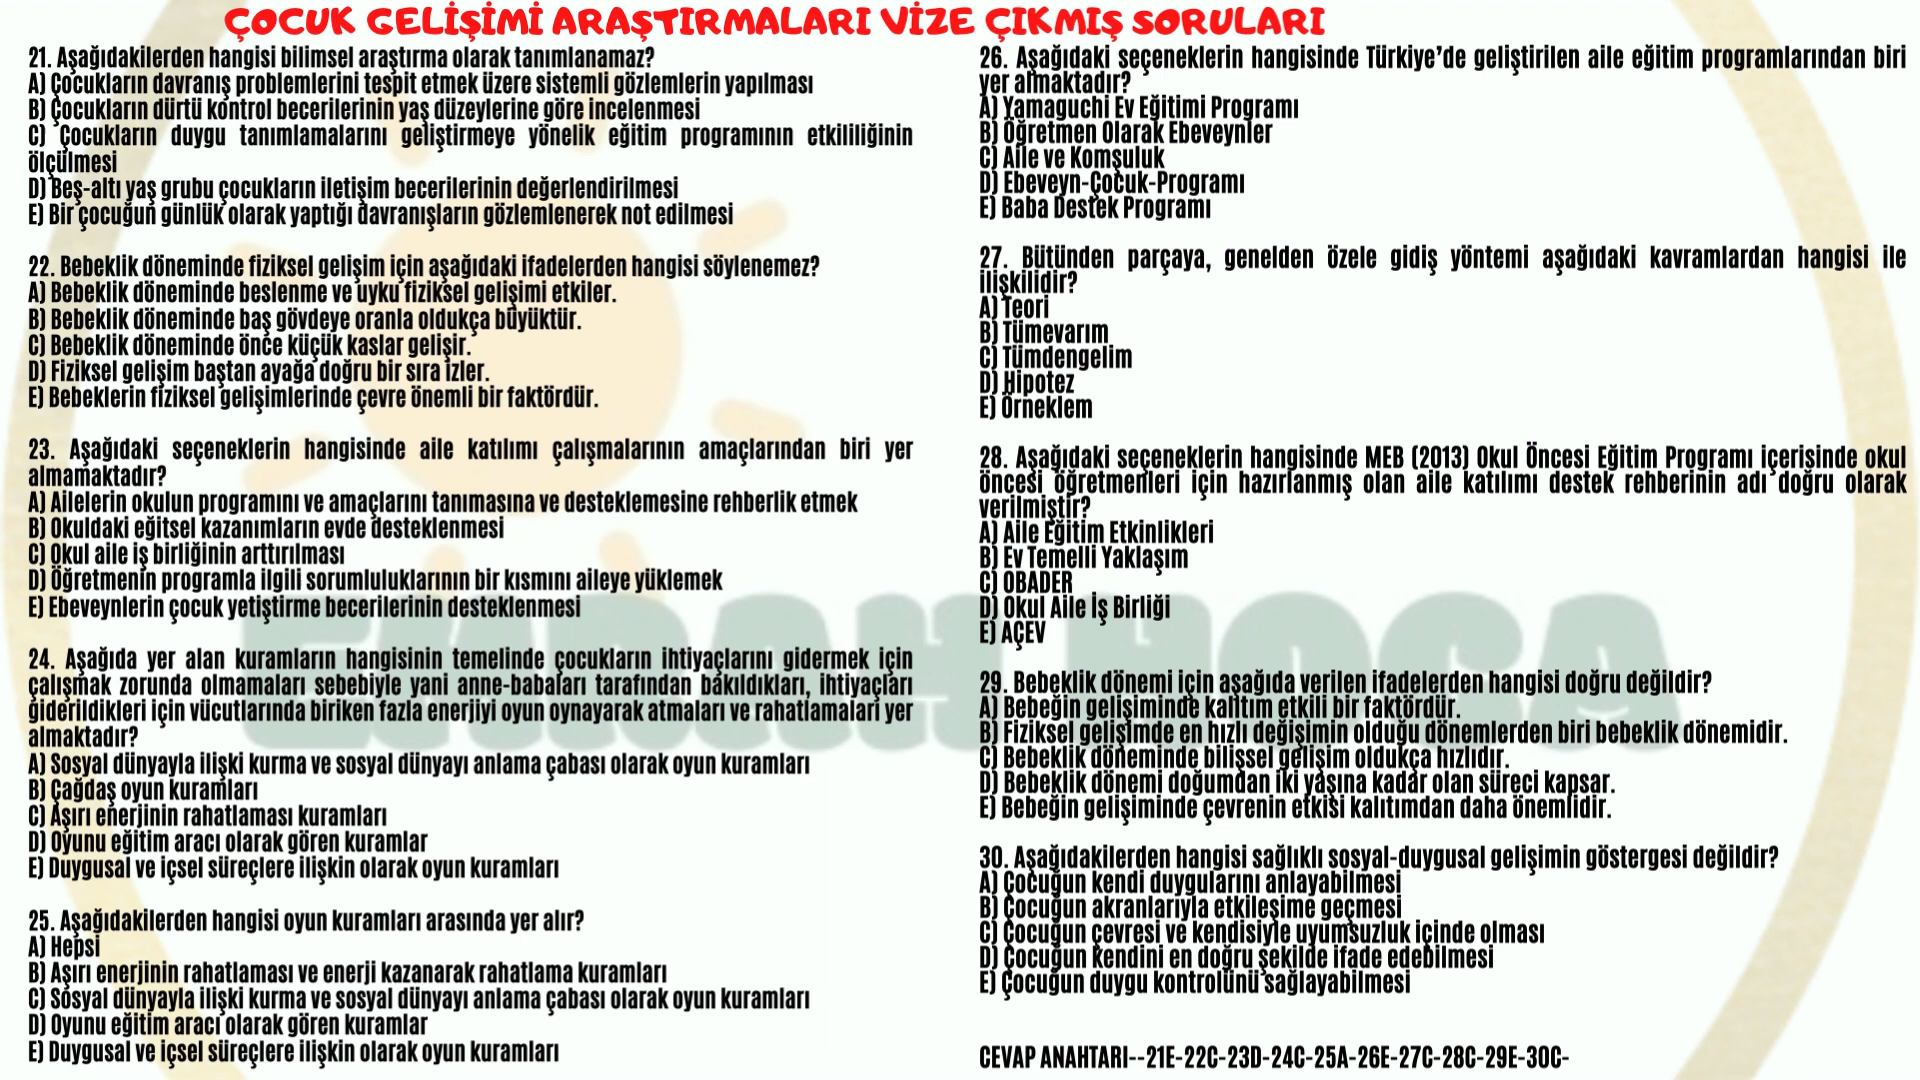 ÇOCUK GELİŞİMİ ARAŞTIRMALARI VİZE ÇIKMIŞ SORULARI
21. Aşağıdakilerden hangisi bilimsel araştırma olarak tanımlanamaz?
A) Çocukların davranış problemlerini tespit etmek üzere sistemli gözlemlerin yapılması
B) Çocukların dürtü kontrol becerilerinin yaş düzeylerine göre incelenmesi
C) Çocukların duygu tanımlamalarını geliştirmeye yönelik eğitim programının etkililiğinin
ölçülmesi
D) Beş-altı yaş grubu çocukların iletişim becerilerinin değerlendirilmesi
E) Bir çocuğun günlük olarak yaptığı davranışların gözlemlenerek not edilmesi
22. Bebeklik döneminde fiziksel gelişim için aşağıdaki ifadelerden hangisi söylenemez?
A) Bebeklik döneminde beslenme ve uyku fiziksel gelişimi etkiler.
B) Bebeklik döneminde baş gövdeye oranla oldukça büyüktür.
C) Bebeklik döneminde önce küçük kaslar gelişir.
D) Fiziksel gelişim baştan ayağa doğru bir sıra izler.
E) Bebeklerin fiziksel gelişimlerinde çevre önemli bir faktördür.
23. Aşağıdaki seçeneklerin hangisinde aile katılımı çalışmalarının amaçlarından biri yer
almamaktadır?
A) Ailelerin okulun programını ve amaçlarını tanımasına ve desteklemesine rehberlik etmek
B) Okuldaki eğitsel kazanımların evde desteklenmesi
C) Okul aile iş birliğinin arttırılması
D) Öğretmenin programla ilgili sorumluluklarının bir kısmını aileye yüklemek
E) Ebeveynlerin çocuk yetiştirme becerilerinin desteklenmesi
24. Aşağıda yer alan kuramların hangisinin temelinde çocukların ihtiyaçlarını gidermek için
çalışmak zorunda olmamaları sebebiyle yani anne-babaları tarafından bakıldıkları, ihtiyaçları
giderildikleri için vücutlarında biriken fazla enerjiyi oyun oynayarak atmaları ve rahatlamaları yer
almaktadır?
A) Sosyal dünyayla ilişki kurma ve sosyal dünyayı anlama çabası olarak oyun kuramları
B) Çağdaş oyun kuramları
C) Aşırı enerjinin rahatlaması kuramları
D) Oyunu eğitim aracı olarak gören kuramlar
E) Duygusal ve içsel süreçlere ilişkin olarak oyun kuramları
25. Aşağıdakilerden hangisi oyun kuramları arasında yer alır?
A) Hepsi
B) Aşırı enerjinin rahatlaması ve enerji kazanarak rahatlama kuramları
C) Sosyal dünyayla ilişki kurma ve sosyal dünyayı anlama çabası olarak oyun kuramları
D) Oyunu eğitim aracı olarak gören kuramlar
E) Duygusal ve içsel süreçlere ilişkin olarak oyun kuramları
26. Aşağıdaki seçeneklerin hangisinde Türkiye’de geliştirilen aile eğitim programlarından biri
yer almaktadır?
A) Yamaguchi Ev Eğitimi Programı
B) Öğretmen Olarak Ebeveynler
C) Aile ve Komşuluk
D) Ebeveyn-Çocuk-Programı
E) Baba Destek Programı
27. Bütünden parçaya, genelden özele gidiş yöntemi aşağıdaki kavramlardan hangisi ile
ilişkilidir?
A) Teori
B) Tümevarım
C) Tümdengelim
D) Hipotez
E) Örneklem
28. Aşağıdaki seçeneklerin hangisinde MEB (2013) Okul Öncesi Eğitim Programı içerisinde okul
öncesi öğretmenleri için hazırlanmış olan aile katılımı destek rehberinin adı doğru olarak
verilmiştir?
A) Aile Eğitim Etkinlikleri
B) Ev Temelli Yaklaşım
C) OBADER
D) Okul Aile İş Birliği
E) AÇEV
29. Bebeklik dönemi için aşağıda verilen ifadelerden hangisi doğru değildir?
A) Bebeğin gelişiminde kalıtım etkili bir faktördür.
B) Fiziksel gelişimde en hızlı değişimin olduğu dönemlerden biri bebeklik dönemidir.
C) Bebeklik döneminde bilişsel gelişim oldukça hızlıdır.
D) Bebeklik dönemi doğumdan iki yaşına kadar olan süreci kapsar.
E) Bebeğin gelişiminde çevrenin etkisi kalıtımdan daha önemlidir.
30. Aşağıdakilerden hangisi sağlıklı sosyal-duygusal gelişimin göstergesi değildir?
A) Çocuğun kendi duygularını anlayabilmesi
B) Çocuğun akranlarıyla etkileşime geçmesi
C) Çocuğun çevresi ve kendisiyle uyumsuzluk içinde olması
D) Çocuğun kendini en doğru şekilde ifade edebilmesi
E) Çocuğun duygu kontrolünü sağlayabilmesi
CEVAP ANAHTARI--21E-22C-23D-24C-25A-26E-27C-28C-29E-30C-
EMRAH HOCA